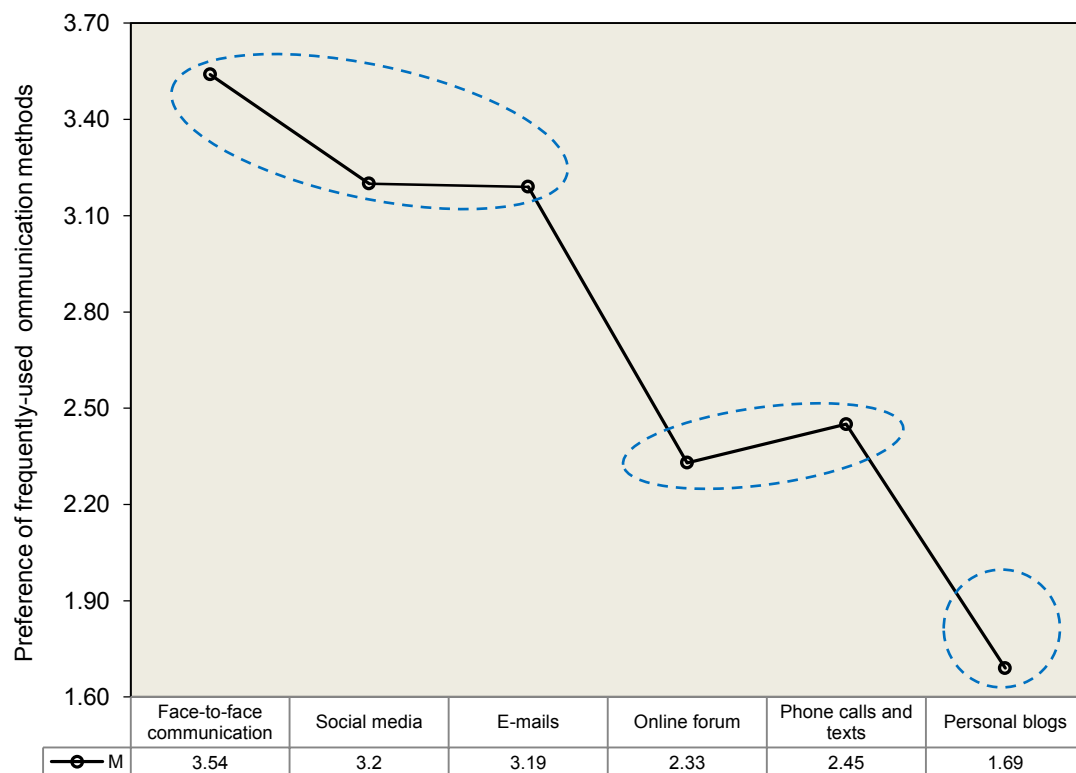 Preference of frequently-used ommunication methods
3.70
3.40
3.10
2.80
2.50
2.20
1.90
1.60
Face-to-face
communication
Social media
E-mails
Online forum
Phone calls and
texts
Personal blogs
M
3.54
3.2
3.19
2.33
2.45
1.69